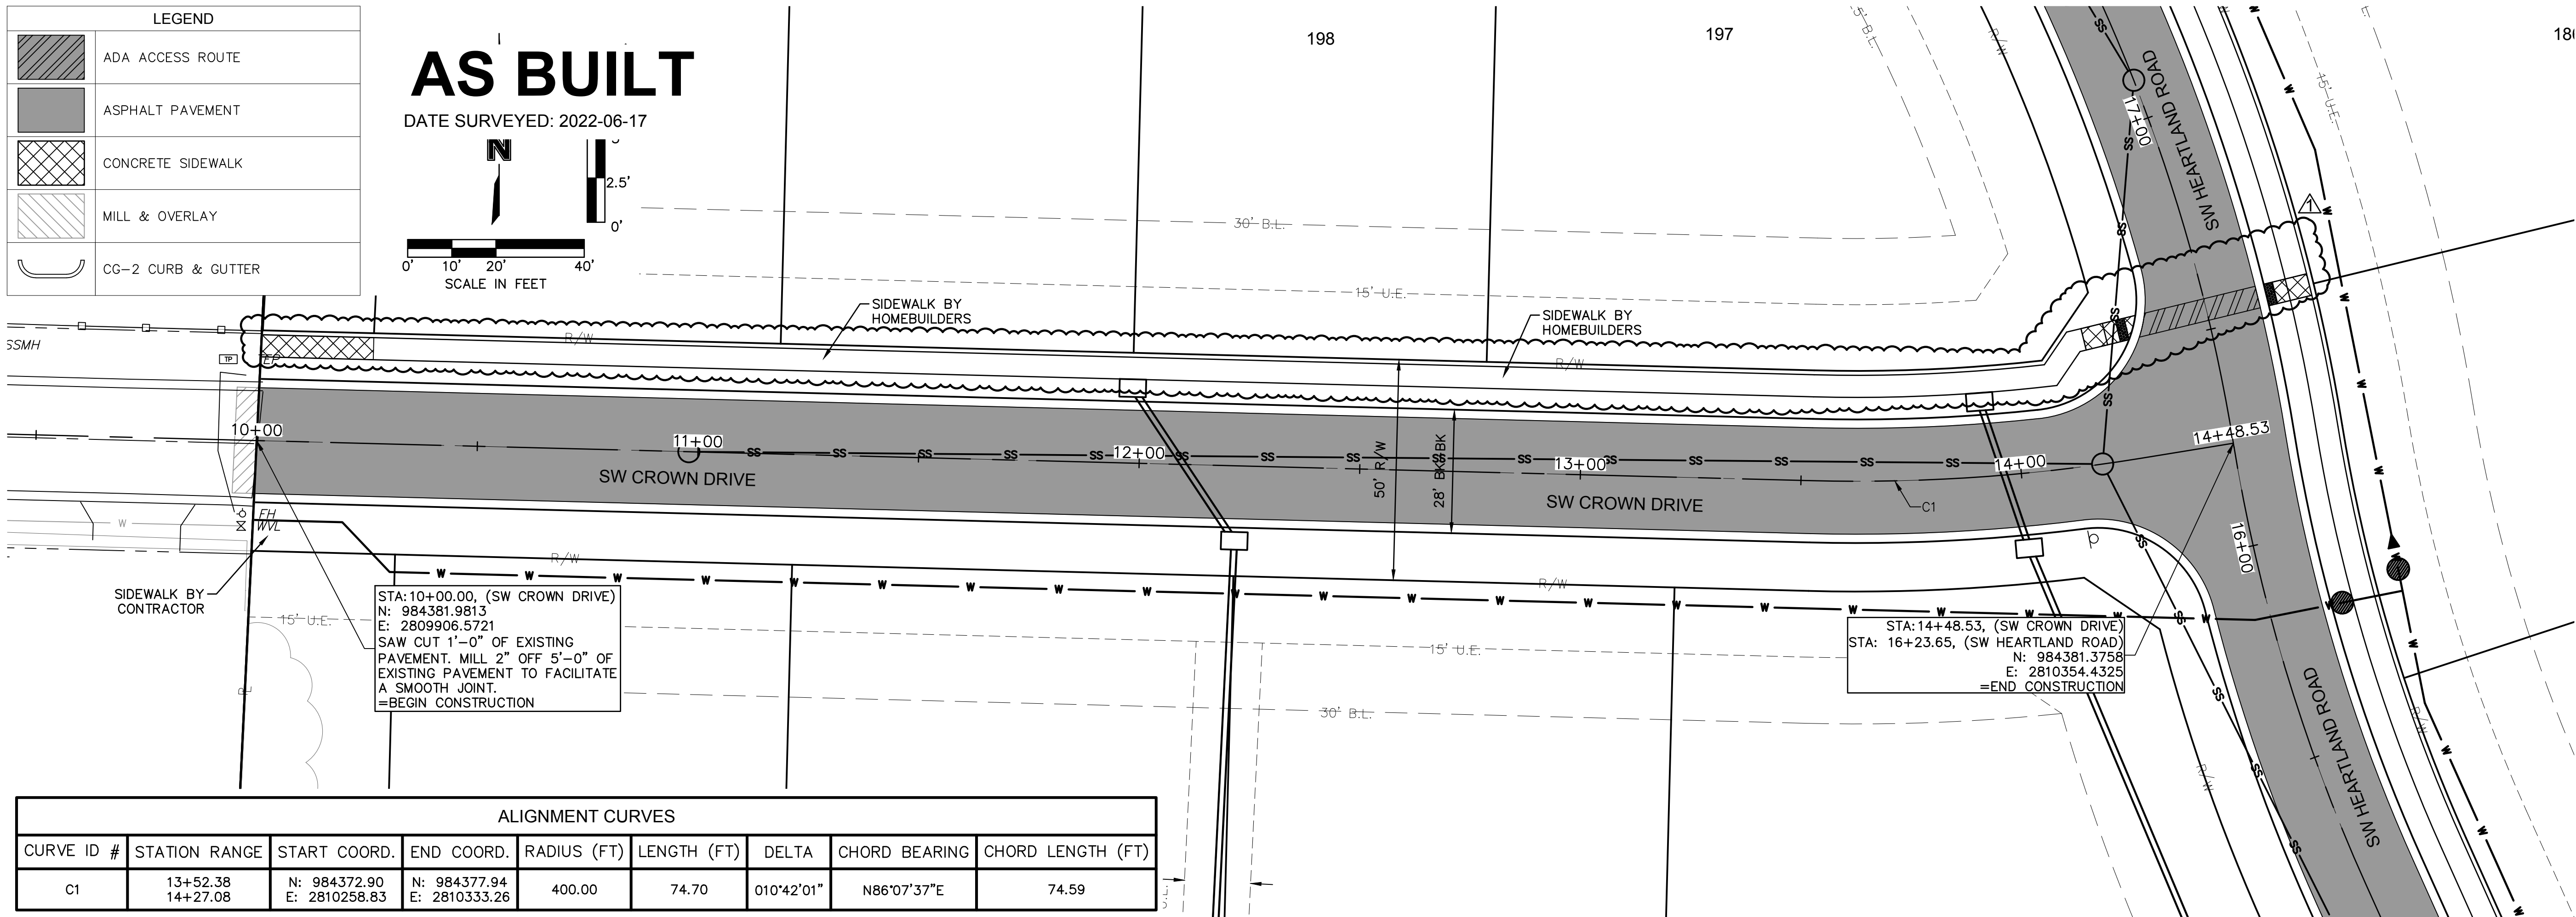 LEGEND
ADA ACCESS ROUTE
ASPHALT PAVEMENT
CONCRETE SIDEWALK
MILL & OVERLAY
CG-2 CURB & GUTTER
AS BUILT
DATE SURVEYED: 2022-06-17
N
2.5'
0'
0' 10' 20' 40'
SCALE IN FEET
198
197
30' B.L.
15' U.E.
15' B.L.
R/W
15' U.E.
SW HEARTLAND ROAD
17+00
1
SS
W
SIDEWALK BY
HOMEBUILDERS
SIDEWALK BY
HOMEBUILDERS
R/W
R/W
SSMH
TP
EP
10+00
11+00
12+00
13+00
14+00
14+48.53
SW CROWN DRIVE
SW CROWN DRIVE
50' R/W
28' BK-BK
C1
16+00
SW HEARTLAND ROAD
FH
WVL
W
SIDEWALK BY
CONTRACTOR
R/W
R/W
15' U.E.
15' U.E.
30' B.L.
R/W
R/W
STA:10+00.00, (SW CROWN DRIVE)
N: 984381.9813
E: 2809906.5721
SAW CUT 1'-0" OF EXISTING
PAVEMENT. MILL 2" OFF 5'-0" OF
EXISTING PAVEMENT TO FACILITATE
A SMOOTH JOINT.
=BEGIN CONSTRUCTION
STA:14+48.53, (SW CROWN DRIVE)
STA: 16+23.65, (SW HEARTLAND ROAD)
N: 984381.3758
E: 2810354.4325
=END CONSTRUCTION
ALIGNMENT CURVES
CURVE ID # STATION RANGE START COORD. END COORD. RADIUS (FT) LENGTH (FT) DELTA CHORD BEARING CHORD LENGTH (FT)
C1 13+52.38 14+27.08 N: 984372.90 E: 2810258.83 N: 984377.94 E: 2810333.26 400.00 74.70 010°42'01" N86°07'37"E 74.59